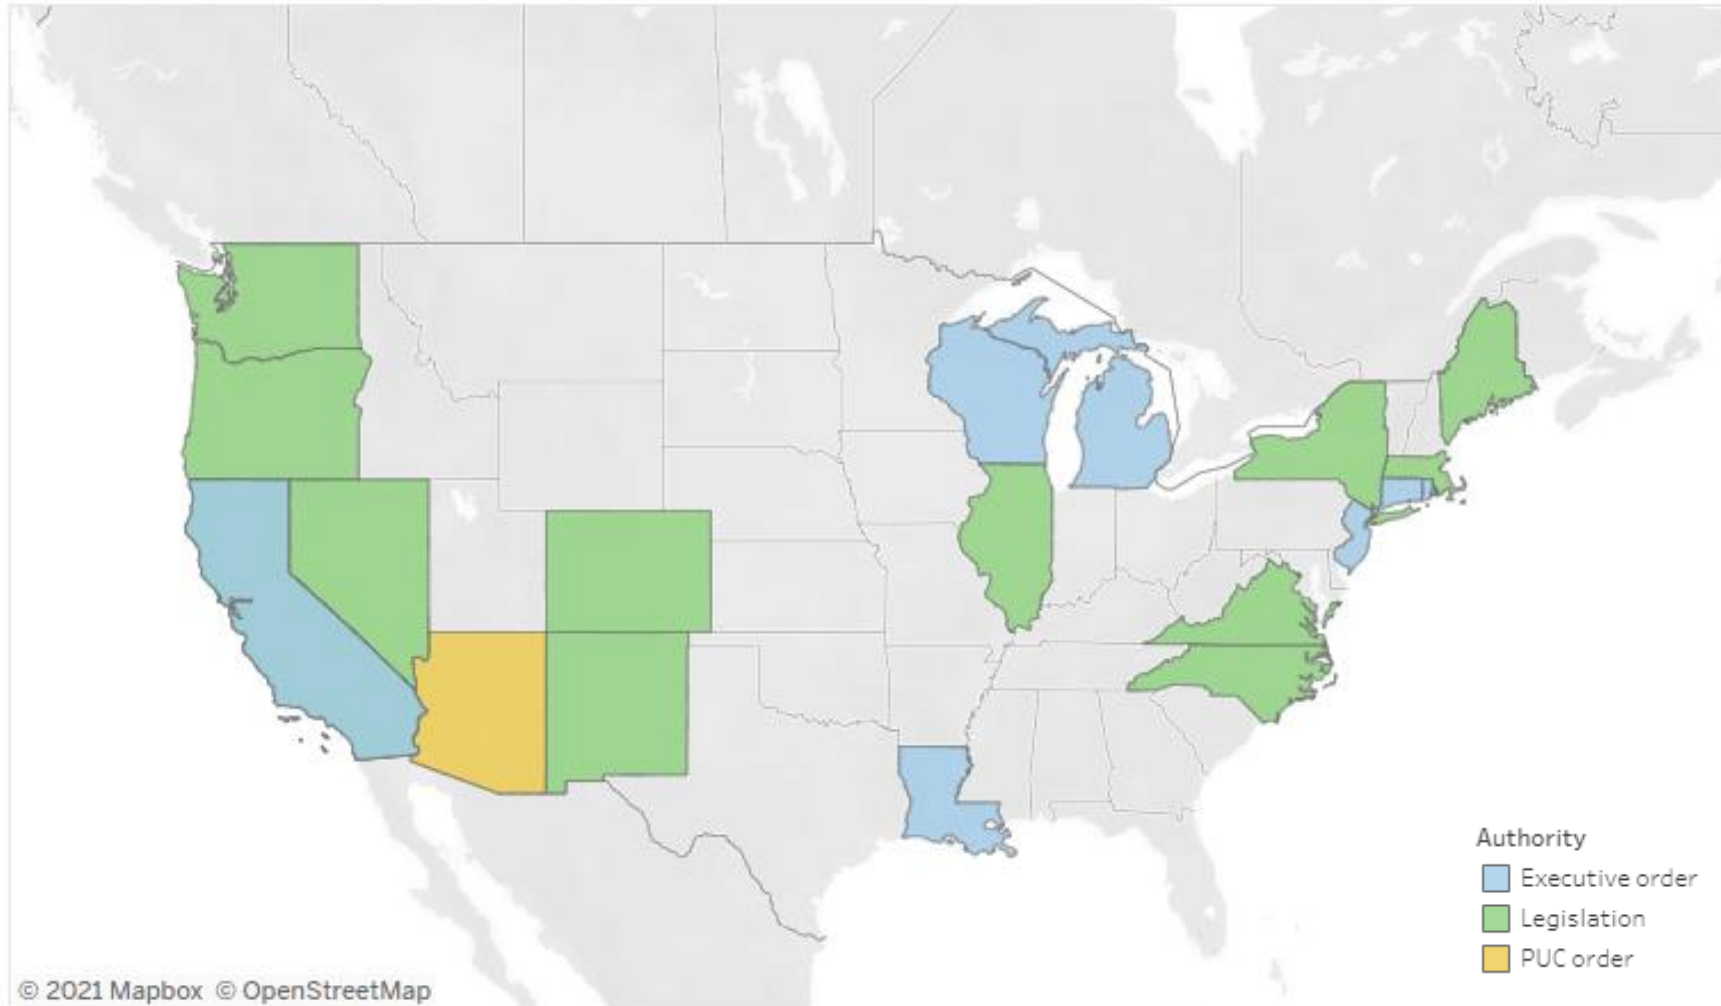 Authority
Executive order
Legislation
PUC order
© 2021 Mapbox © OpenStreetMap